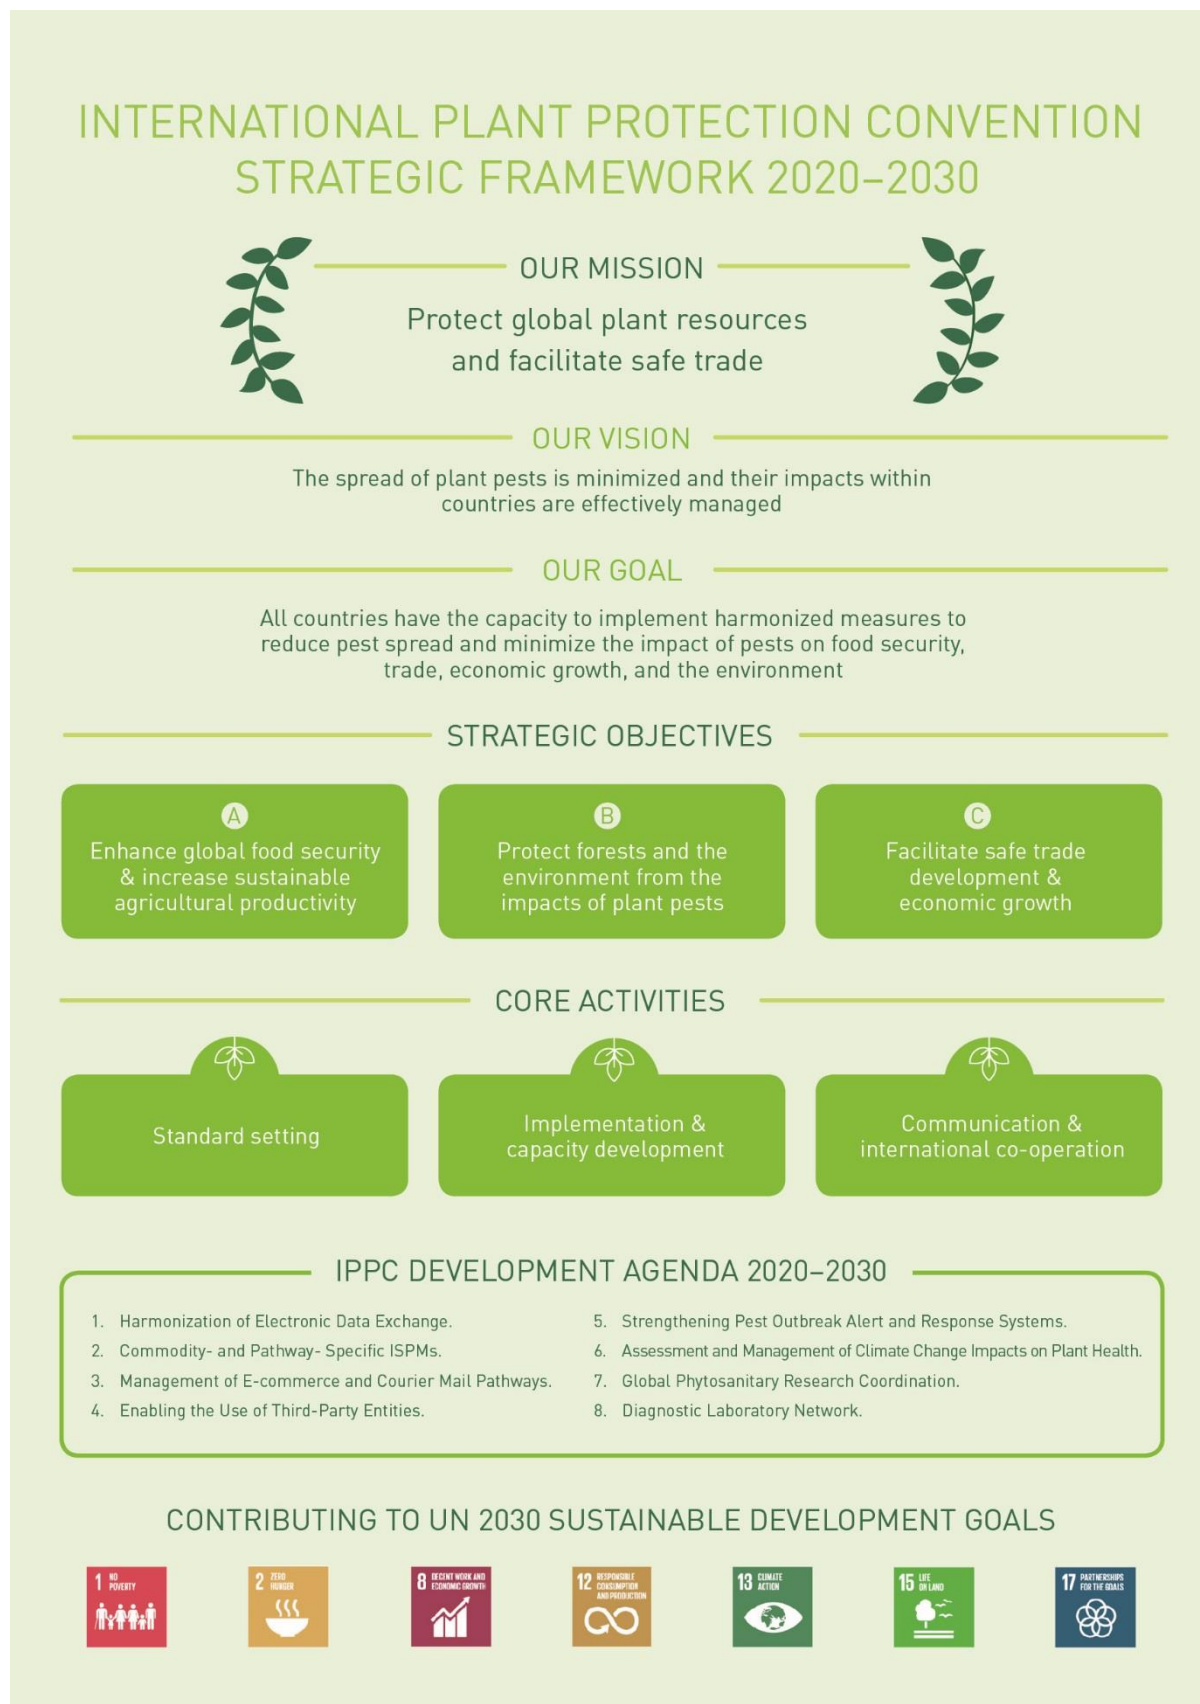 INTERNATIONAL PLANT PROTECTION CONVENTION
STRATEGIC FRAMEWORK 2020–2030
OUR MISSION
Protect global plant resources
and facilitate safe trade
OUR VISION
The spread of plant pests is minimized and their impacts within
countries are effectively managed
OUR GOAL
All countries have the capacity to implement harmonized measures to
reduce pest spread and minimize the impact of pests on food security,
trade, economic growth, and the environment
STRATEGIC OBJECTIVES
A
Enhance global food security
& increase sustainable
agricultural productivity
B
Protect forests and the
environment from the
impacts of plant pests
C
Facilitate safe trade
development &
economic growth
CORE ACTIVITIES
Standard setting
Implementation &
capacity development
Communication &
international co-operation
IPPC DEVELOPMENT AGENDA 2020–2030
1. Harmonization of Electronic Data Exchange.
2. Commodity- and Pathway- Specific ISPMs.
3. Management of E-commerce and Courier Mail Pathways.
4. Enabling the Use of Third-Party Entities.
5. Strengthening Pest Outbreak Alert and Response Systems.
6. Assessment and Management of Climate Change Impacts on Plant Health.
7. Global Phytosanitary Research Coordination.
8. Diagnostic Laboratory Network.
CONTRIBUTING TO UN 2030 SUSTAINABLE DEVELOPMENT GOALS
1 NO
POVERTY
2 ZERO
HUNGER
8 DECENT WORK AND
ECONOMIC GROWTH
12 RESPONSIBLE
CONSUMPTION
AND PRODUCTION
13 CLIMATE
ACTION
15 LIFE
ON LAND
17 PARTNERSHIPS
FOR THE GOALS